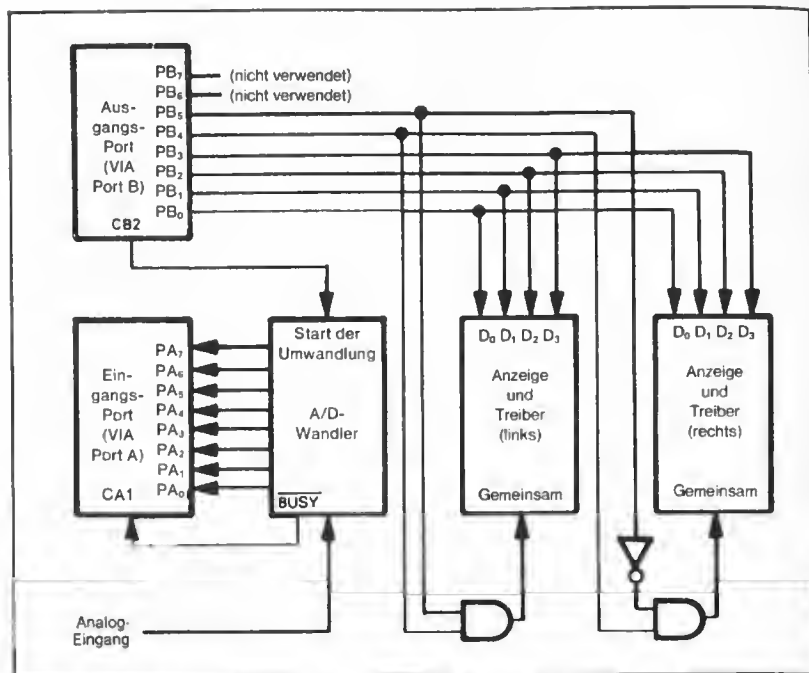 Aus-
gangs-
Port
(VIA
Port B)
CB2
PB7
PB6
PB5
PB4
PB3
PB2
PB1
PB0
(nicht verwendet)
(nicht verwendet)
Ein-
gangs-
Port
(VIA
Port A)
CA1
PA7
PA6
PA5
PA4
PA3
PA2
PA1
PA0
Start der
Umwandlung
A/D-
Wandler
BUSY
D0 D1 D2 D3
Anzeige
und
Treiber
(links)
Gemeinsam
D0 D1 D2 D3
Anzeige
und
Treiber
(rechts)
Gemeinsam
Analog-
Eingang